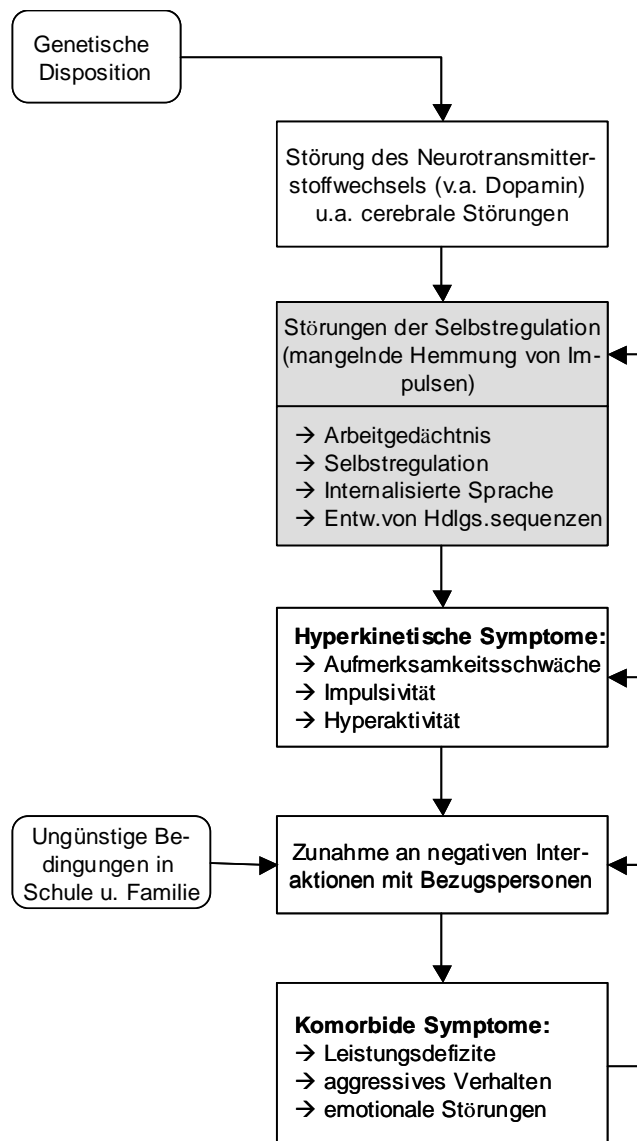 Genetische
Disposition
Störung des Neurotransmitter-
stoffwechsels (v.a. Dopamin)
u.a. cerebrale Störungen
Störungen der Selbstregulation
(mangelnde Hemmung von Im-
pulsen)
→ Arbeitgedächtnis
→ Selbstregulation
→ Internalisierte Sprache
→ Entw.von Hdlgs.sequenzen
Hyperkinetische Symptome:
→ Aufmerksamkeitsschwäche
→ Impulsivität
→ Hyperaktivität
Ungünstige Be-
dingungen in
Schule u. Familie
Zunahme an negativen Inter-
aktionen mit Bezugspersonen
Komorbide Symptome:
→ Leistungsdefizite
→ aggressives Verhalten
→ emotionale Störungen